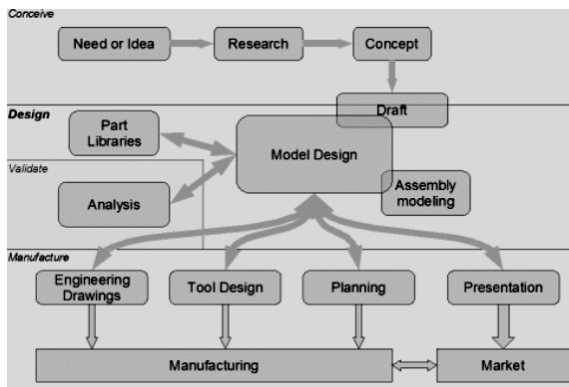 Conceive
Need or Idea
Research
Concept
Draft
Design
Part
Libraries
Model Design
Validate
Analysis
Assembly
modeling
Manufacture
Engineering
Drawings
Tool Design
Planning
Presentation
Manufacturing
Market